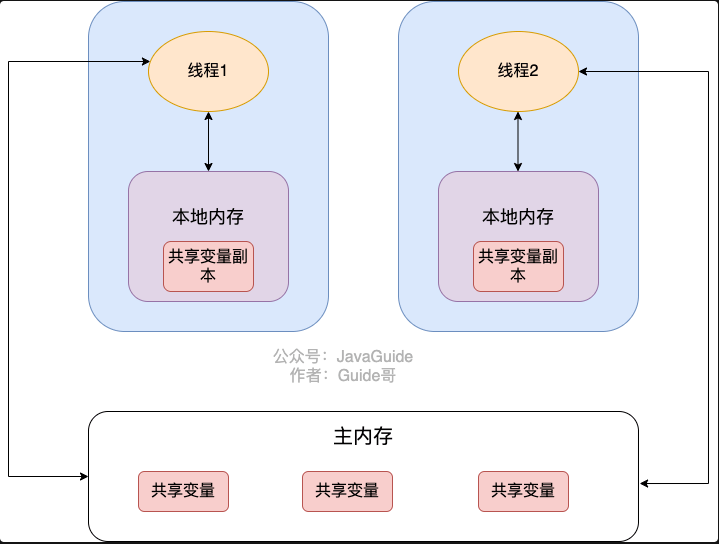 线程1
线程2
本地内存
共享变量副
本
本地内存
共享变量副
本
公众号：JavaGuide
作者：Guide哥
主内存
共享变量
共享变量
共享变量